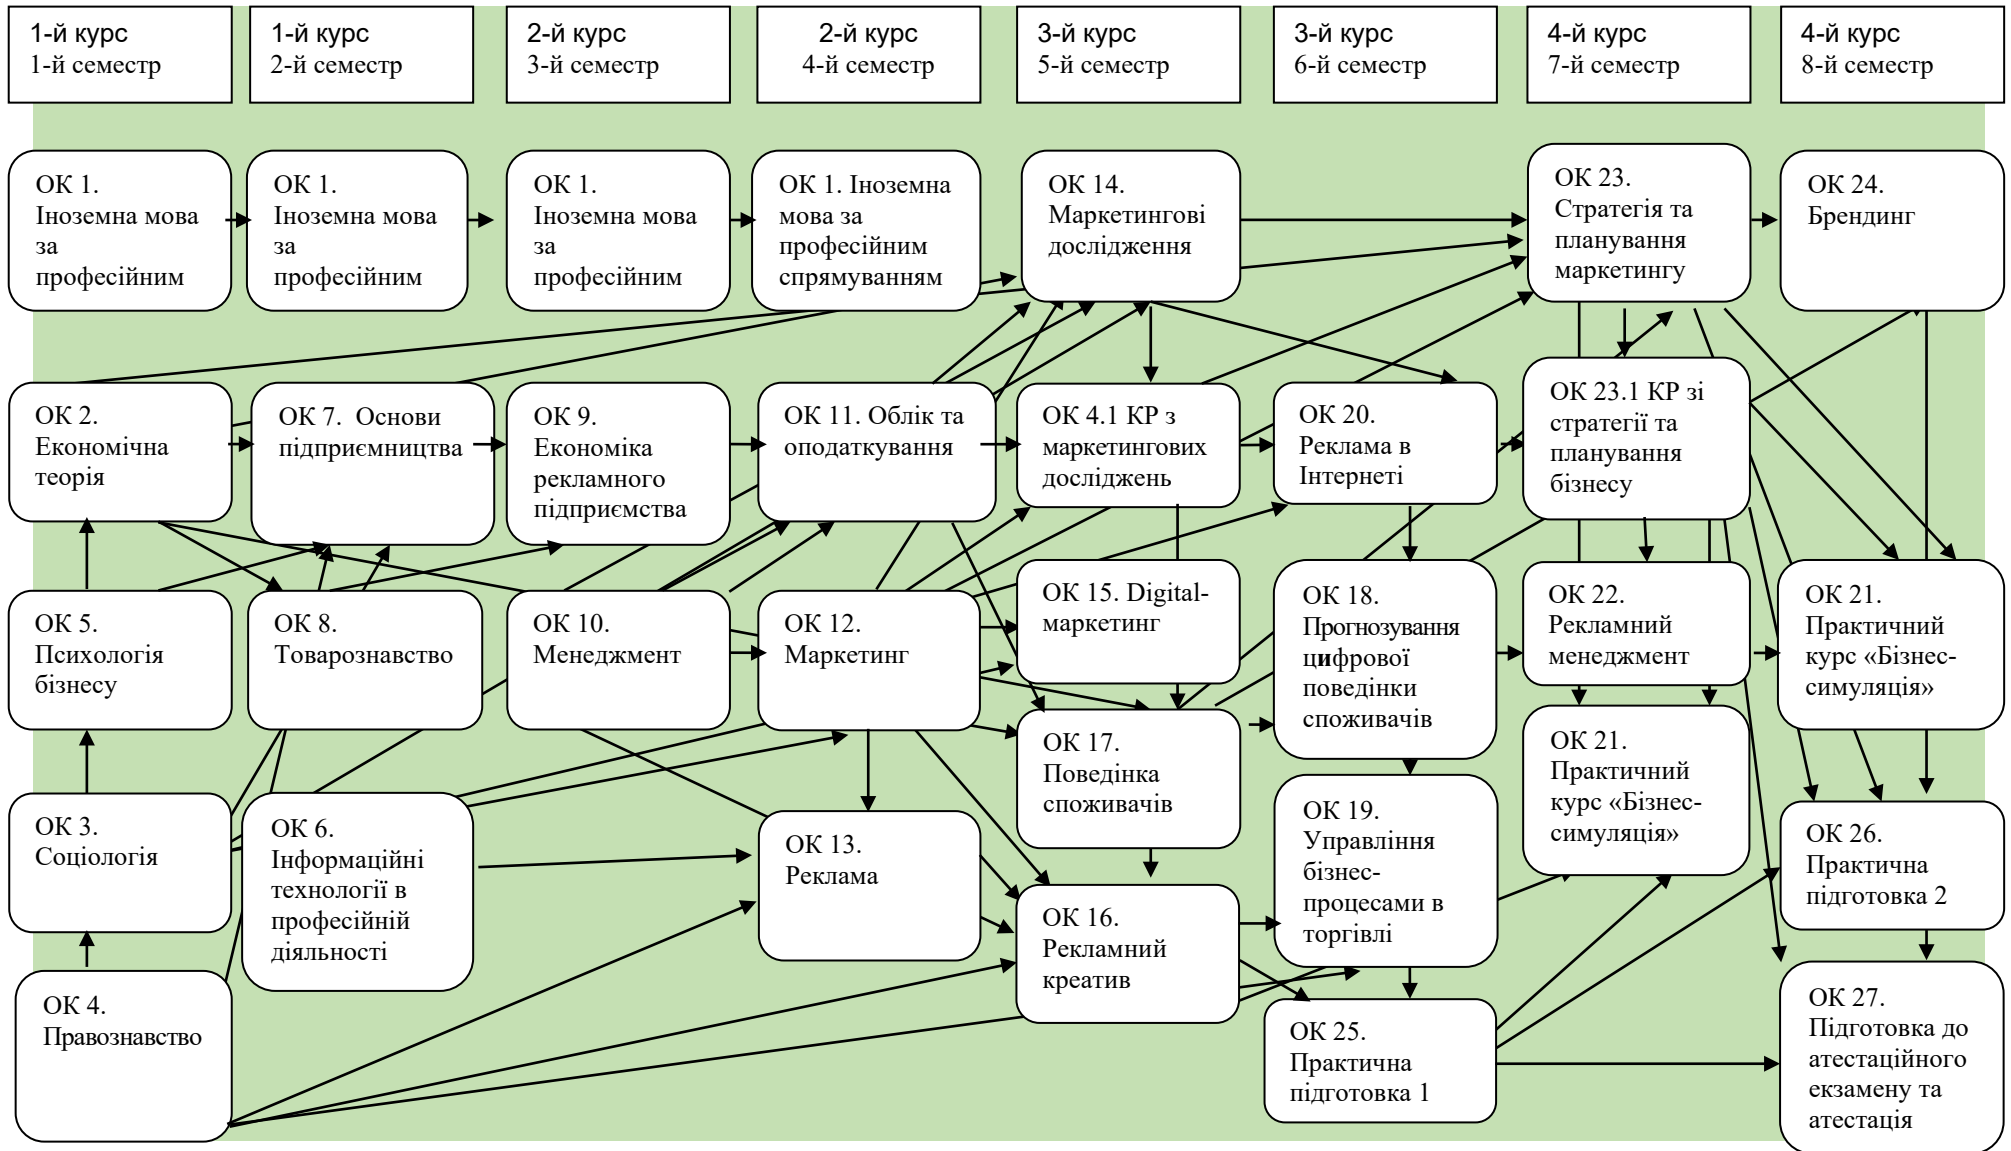 1-й курс
1-й семестр
1-й курс
2-й семестр
2-й курс
3-й семестр
2-й курс
4-й семестр
3-й курс
5-й семестр
3-й курс
6-й семестр
4-й курс
7-й семестр
4-й курс
8-й семестр
ОК 1.
Іноземна мова
за
професійним
ОК 1.
Іноземна мова
за
професійним
ОК 1.
Іноземна мова
за
професійним
ОК 1. Іноземна
мова за
професійним
спрямуванням
ОК 14.
Маркетингові
дослідження
ОК 23.
Стратегія та
планування
маркетингу
ОК 24.
Брендинг
ОК 2.
Економічна
теорія
ОК 7. Основи
підприємництва
ОК 9.
Економіка
рекламного
підприємства
ОК 11. Облік та
оподаткування
ОК 4.1 КР з
маркетингових
досліджень
ОК 20.
Реклама в
Інтернеті
ОК 23.1 КР зі
стратегії та
планування
бізнесу
ОК 5.
Психологія
бізнесу
ОК 8.
Товарознавство
ОК 10.
Менеджмент
ОК 12.
Маркетинг
ОК 15. Digital-
маркетинг
ОК 18.
Прогнозування
цифрової
поведінки
споживачів
ОК 22.
Рекламний
менеджмент
ОК 21.
Практичний
курс «Бізнес-
симуляція»
ОК 3.
Соціологія
ОК 6.
Інформаційні
технології в
професійній
діяльності
ОК 13.
Реклама
ОК 17.
Поведінка
споживачів
ОК 19.
Управління
бізнес-
процесами в
торгівлі
ОК 21.
Практичний
курс «Бізнес-
симуляція»
ОК 26.
Практична
підготовка 2
ОК 4.
Правознавство
ОК 16.
Рекламний
креатив
ОК 25.
Практична
підготовка 1
ОК 27.
Підготовка до
атестаційного
екзамену та
атестація